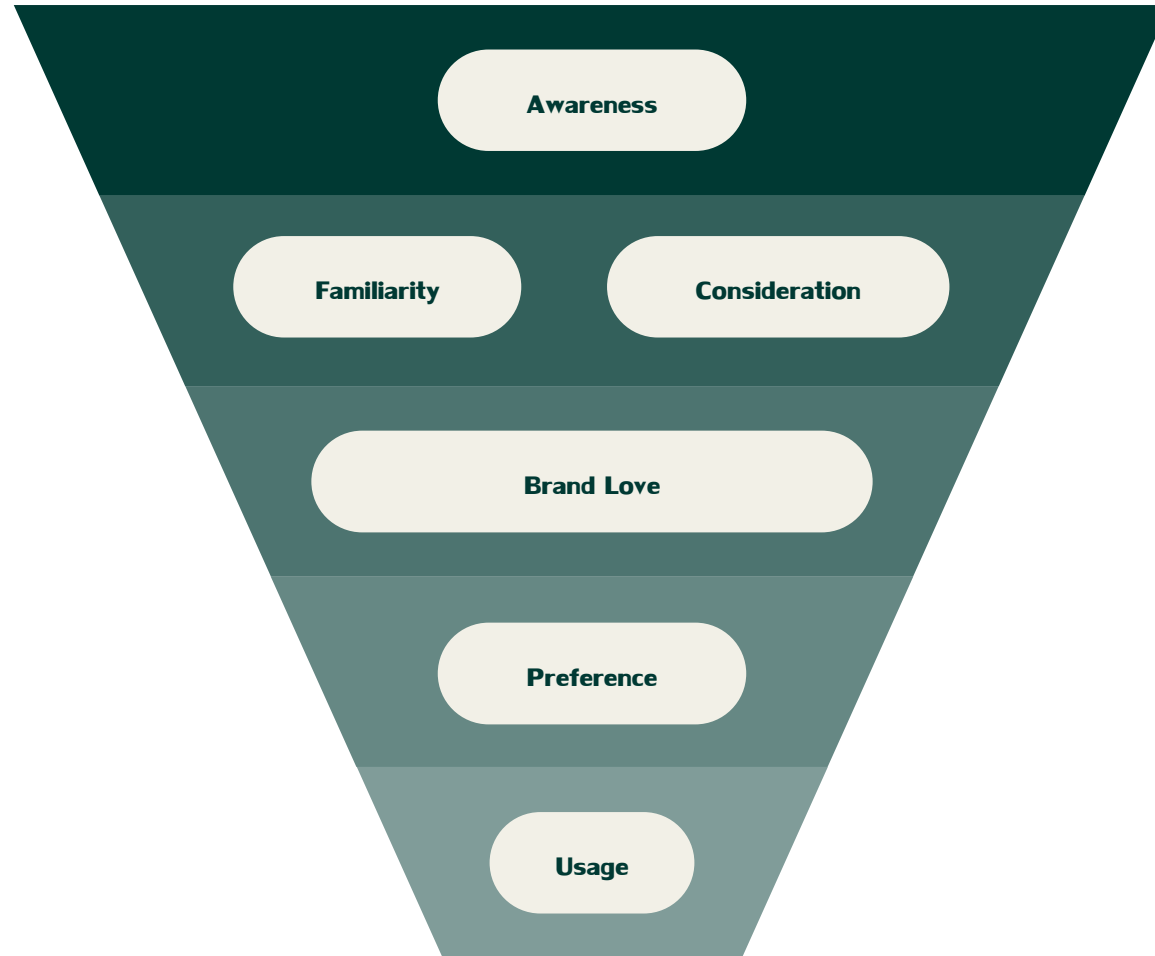 Awareness
Familiarity
Consideration
Brand Love
Preference
Usage